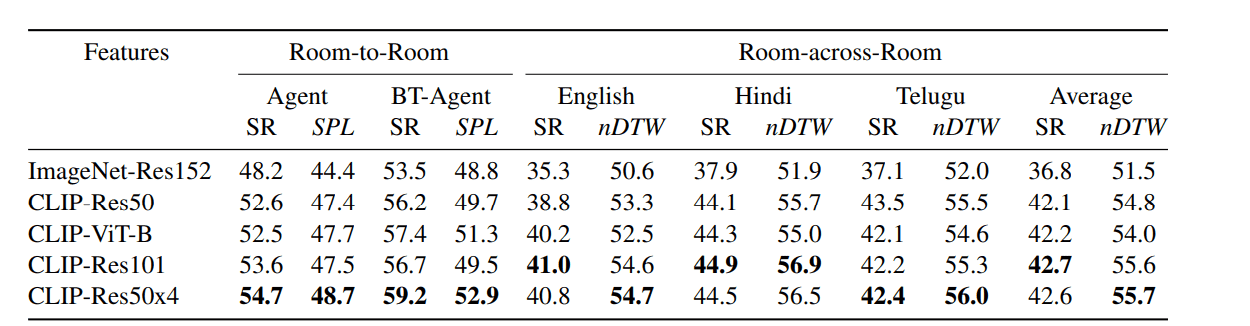 Features Room-to-Room Room-across-Room
Agent BT-Agent English Hindi Telugu Average
SR SPL SR SPL SR nDTW SR nDTW SR nDTW SR nDTW
ImageNet-Res152 48.2 44.4 53.5 48.8 35.3 50.6 37.9 51.9 37.1 52.0 36.8 51.5
CLIP-Res50 52.6 47.4 56.2 49.7 38.8 53.3 44.1 55.7 43.5 55.5 42.1 54.8
CLIP-ViT-B 52.5 47.7 57.4 51.3 40.2 52.5 44.3 55.0 42.1 54.6 42.2 54.0
CLIP-Res101 53.6 47.5 56.7 49.5 41.0 54.6 44.9 56.9 42.2 55.3 42.7 55.6
CLIP-Res50x4 54.7 48.7 59.2 52.9 40.8 54.7 44.5 56.5 42.4 56.0 42.6 55.7